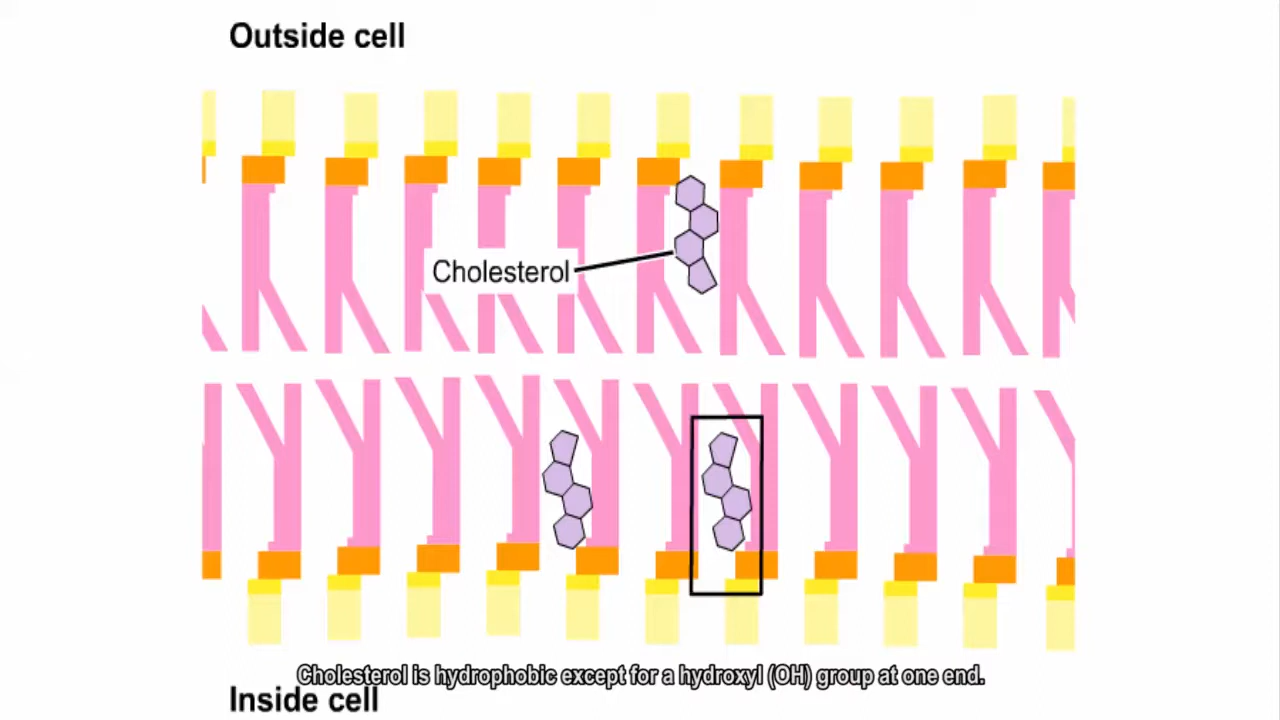 Outside cell
Cholesterol
Cholesterol is hydrophobic except for a hydroxyl (OH) group at one end.
Inside cell